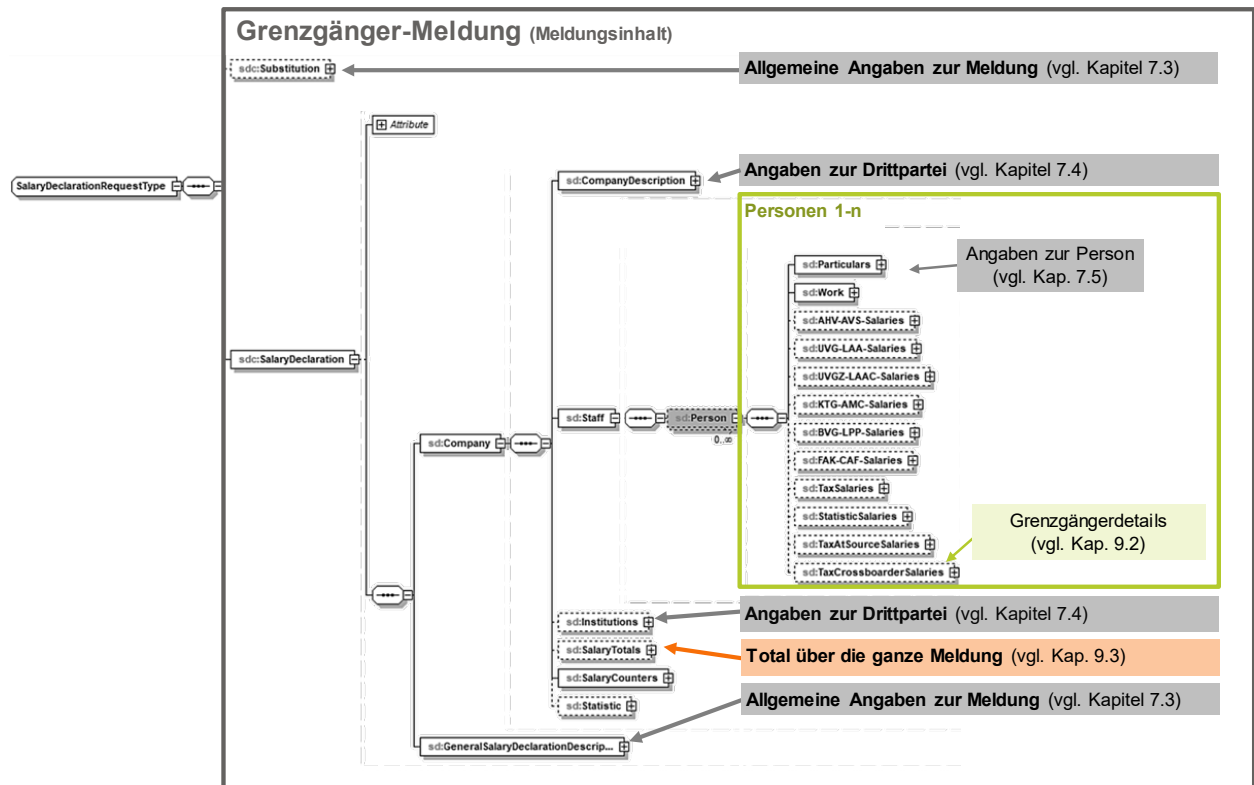 Grenzgänger-Meldung (Meldungsinhalt)
sdc:Substitution
Allgemeine Angaben zur Meldung (vgl. Kapitel 7.3)
Attribute
SalaryDeclarationRequestType
sd:CompanyDescription
Angaben zur Drittpartei (vgl. Kapitel 7.4)
Personen 1-n
sd:Particulars
Angaben zur Person
(vgl. Kap. 7.5)
sd:Work
sd:AHV-AVS-Salaries
sd:UVG-LAA-Salaries
sdc:SalaryDeclaration
sd:UVGZ-LAAC-Salaries
sd:KTG-AMC-Salaries
sd:Staff
sd:Person
0..∞
sd:BVG-LPP-Salaries
sd:Company
sd:FAK-CAF-Salaries
sd:TaxSalaries
sd:StatisticSalaries
Grenzgängerdetails
(vgl. Kap. 9.2)
sd:TaxAtSourceSalaries
sd:TaxCrossboarderSalaries
sd:Institutions
Angaben zur Drittpartei (vgl. Kapitel 7.4)
sd:SalaryTotals
Total über die ganze Meldung (vgl. Kap. 9.3)
sd:SalaryCounters
sd:Statistic
Allgemeine Angaben zur Meldung (vgl. Kapitel 7.3)
sd:GeneralSalaryDeclarationDescrip...